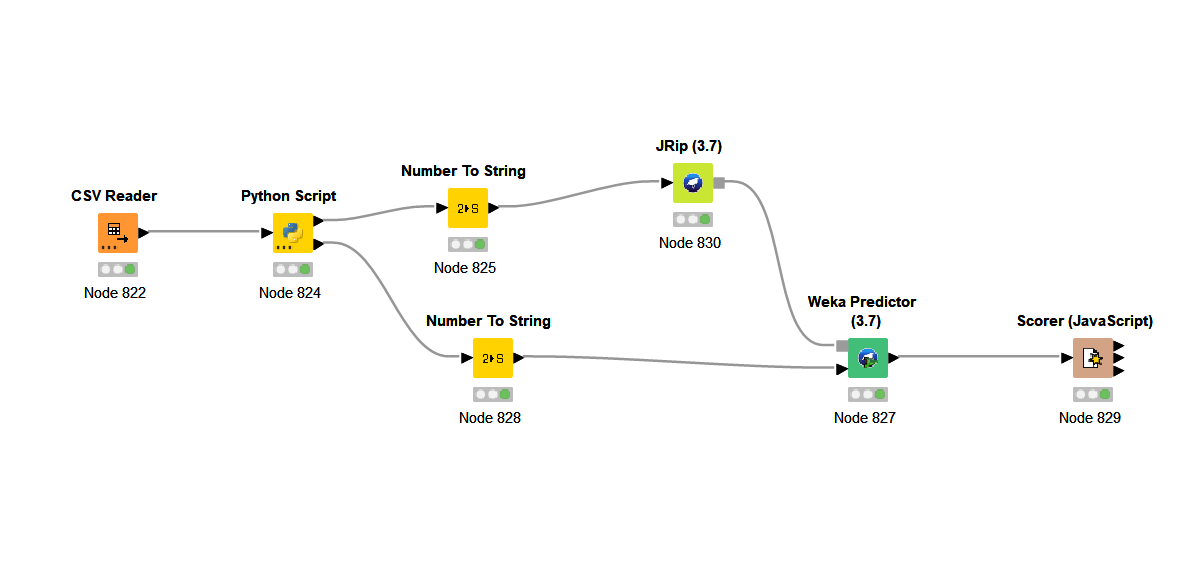 JRip (3.7)
Number To String
CSV Reader
Python Script
2 S
Node 830
Node 825
Node 822
Node 824
Weka Predictor
(3.7)
Number To String
Scorer (JavaScript)
2 S
Node 828
Node 827
Node 829